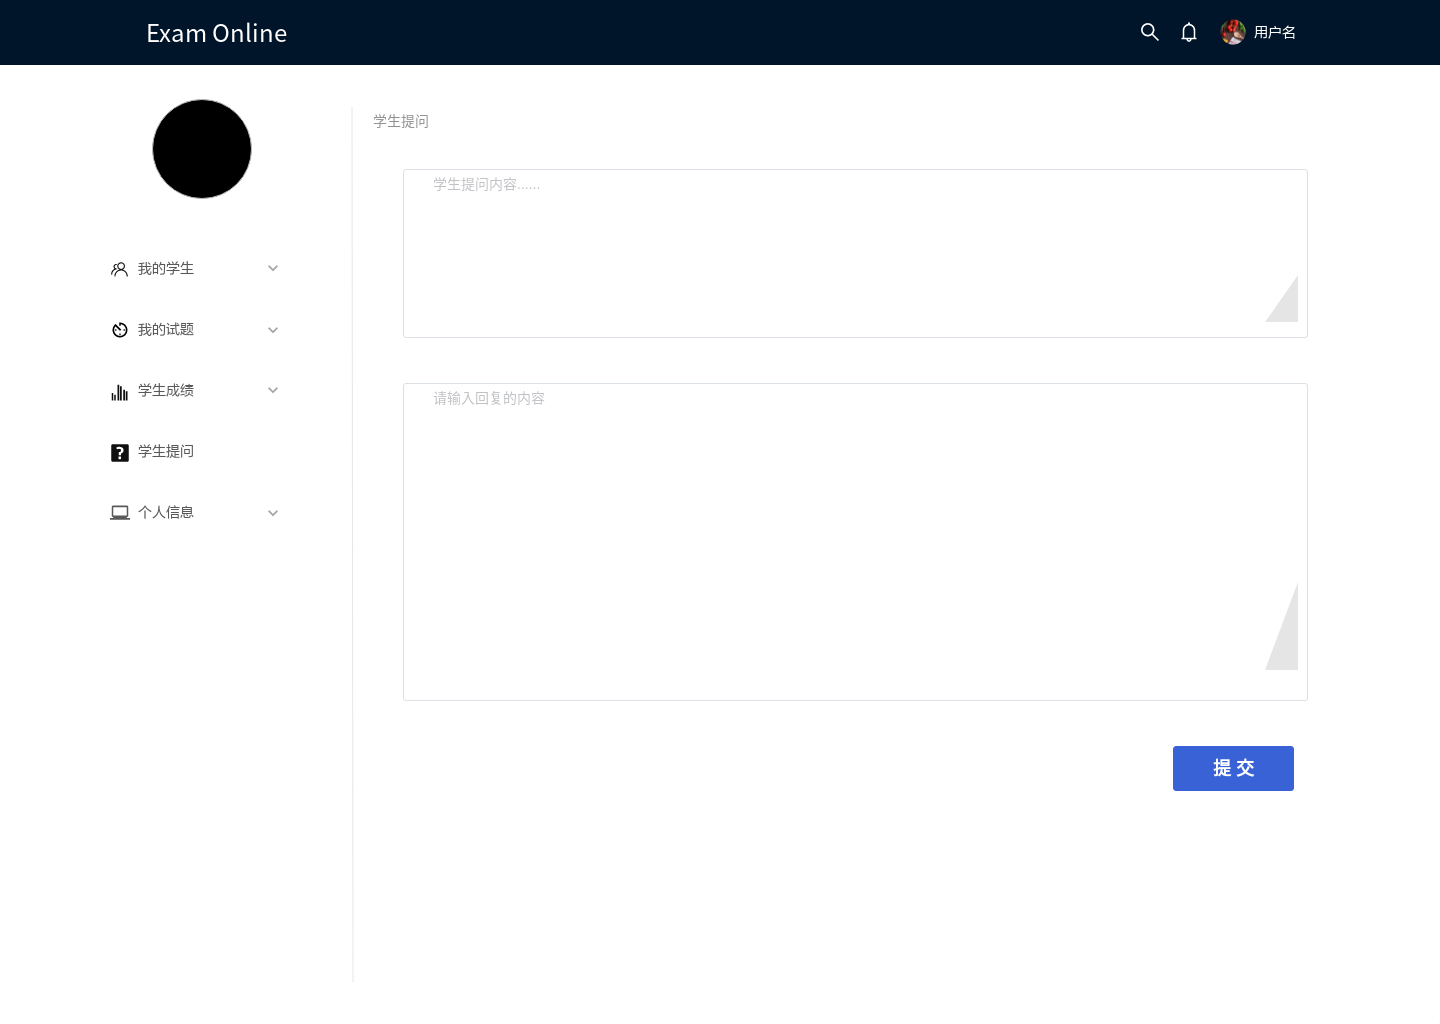 Exam Online
用户名
学生提问
学生提问内容......
我的学生
我的试题
学生成绩
学生提问
个人信息
请输入回复的内容
提 交